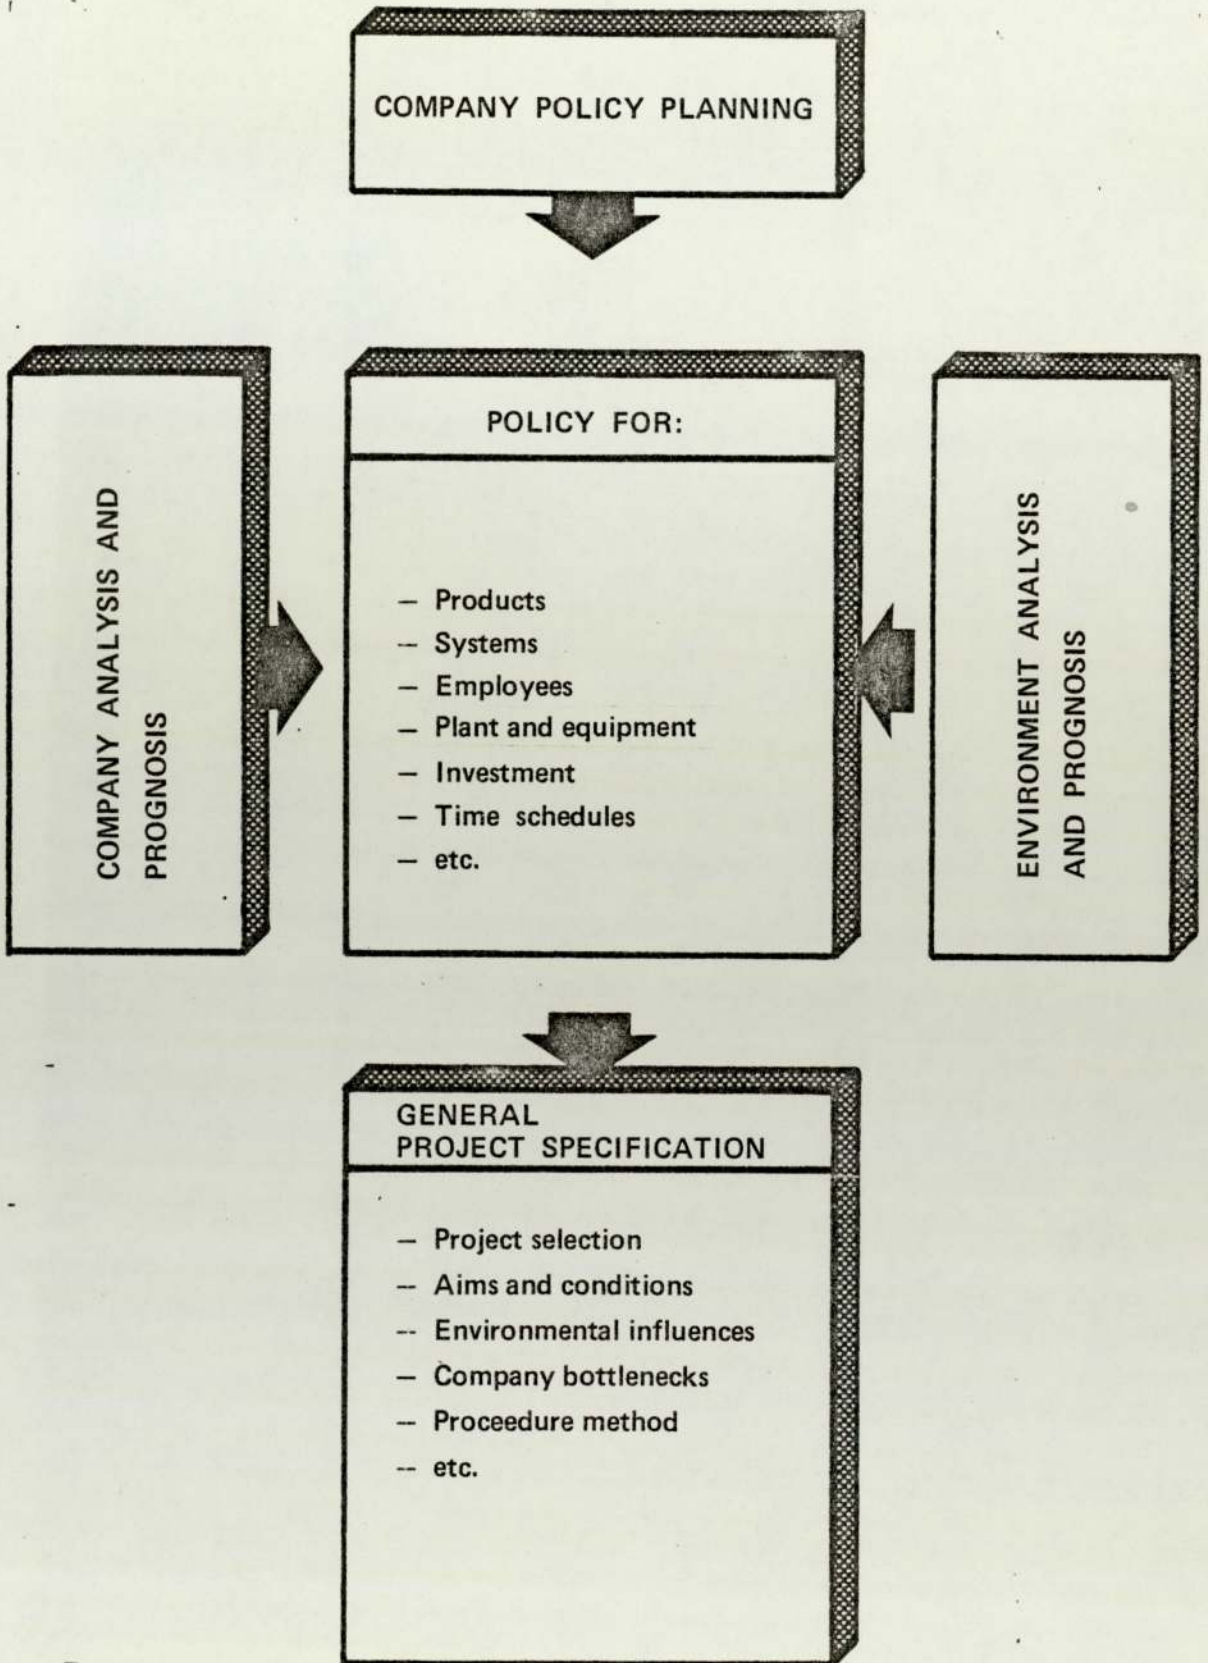 COMPANY POLICY PLANNING
COMPANY ANALYSIS AND
PROGNOSIS
POLICY FOR:
— Products
-- Systems
— Employees
— Plant and equipment
— Investment
— Time schedules
— etc.
ENVIRONMENT ANALYSIS
AND PROGNOSIS
GENERAL
PROJECT SPECIFICATION
— Project selection
-- Aims and conditions
-- Environmental influences
— Company bottlenecks
-- Proceedure method
-- etc.